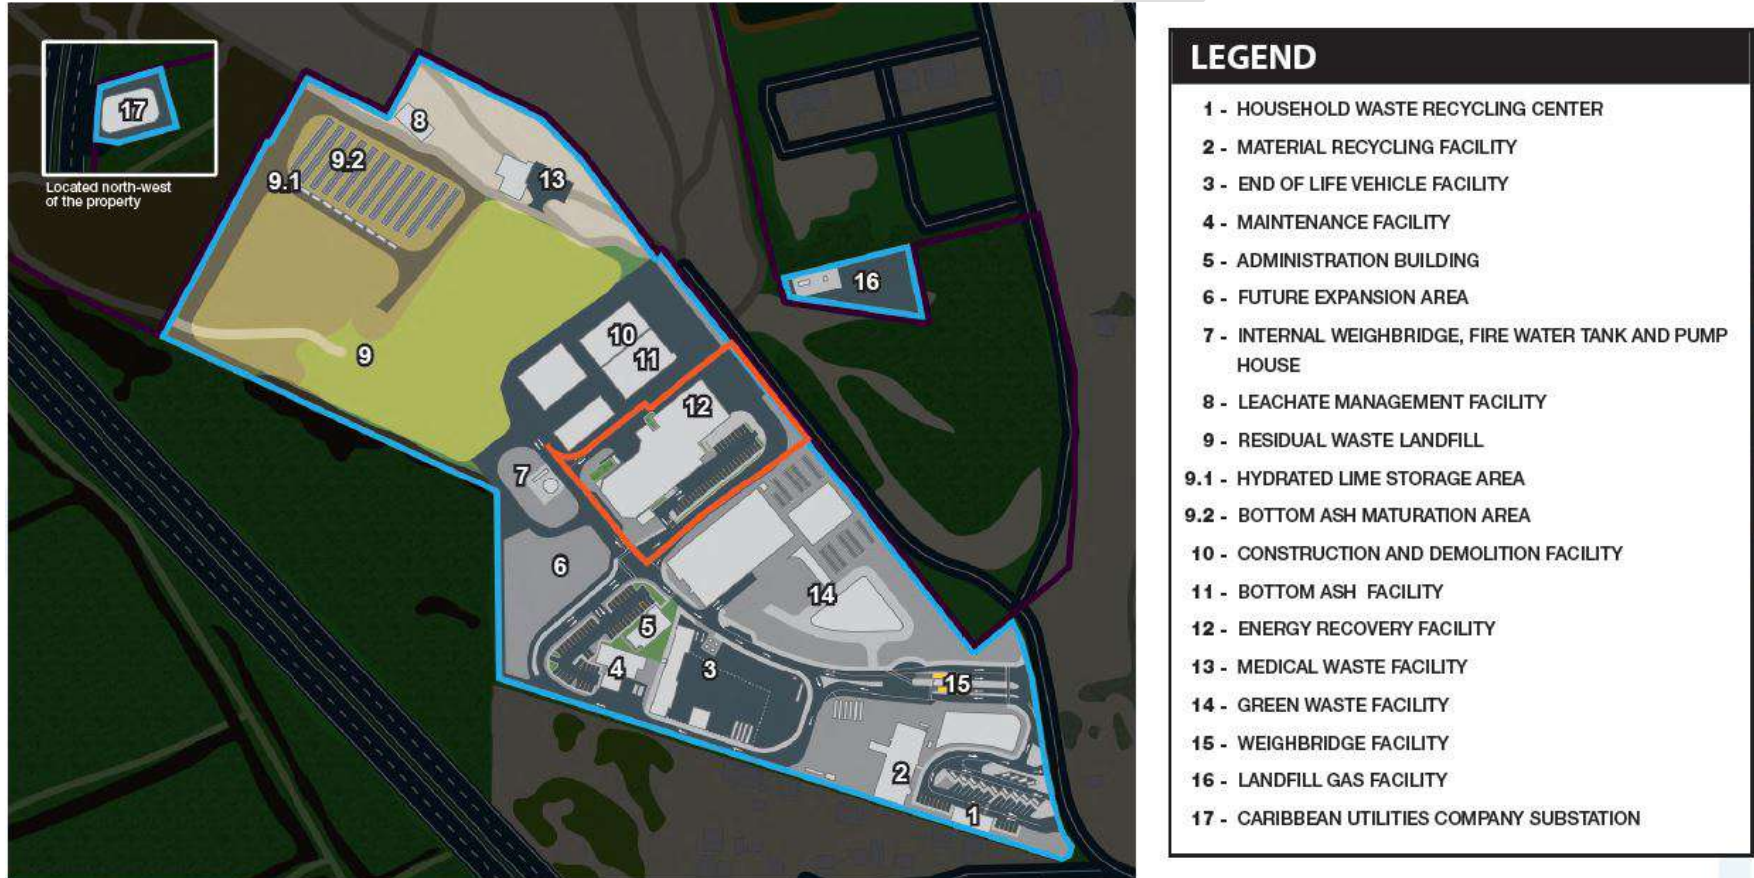 17
Located north-west
of the property
8
9.2
9.1
13
16
10
11
9
12
7
6
14
5
4
3
15
2
1
LEGEND
1 - HOUSEHOLD WASTE RECYCLING CENTER
2 - MATERIAL RECYCLING FACILITY
3 - END OF LIFE VEHICLE FACILITY
4 - MAINTENANCE FACILITY
5 - ADMINISTRATION BUILDING
6 - FUTURE EXPANSION AREA
7 - INTERNAL WEIGHBRIDGE, FIRE WATER TANK AND PUMP
HOUSE
8 - LEACHATE MANAGEMENT FACILITY
9 - RESIDUAL WASTE LANDFILL
9.1 - HYDRATED LIME STORAGE AREA
9.2 - BOTTOM ASH MATURATION AREA
10 - CONSTRUCTION AND DEMOLITION FACILITY
11 - BOTTOM ASH FACILITY
12 - ENERGY RECOVERY FACILITY
13 - MEDICAL WASTE FACILITY
14 - GREEN WASTE FACILITY
15 - WEIGHBRIDGE FACILITY
16 - LANDFILL GAS FACILITY
17 - CARIBBEAN UTILITIES COMPANY SUBSTATION